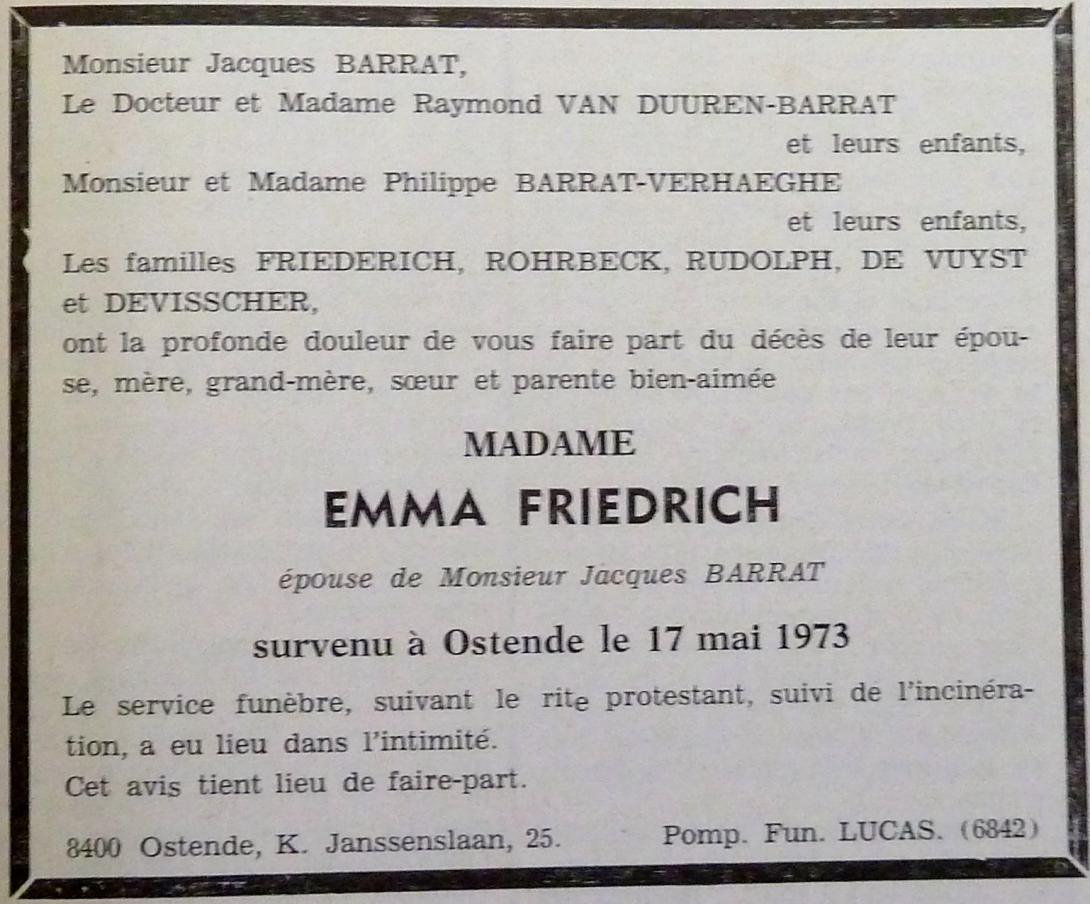 Monsieur Jacques BARRAT,
Le Docteur et Madame Raymond VAN DUUREN-BARRAT
et leurs enfants,
Monsieur et Madame Philippe BARRAT-VERHAEGHE
et leurs enfants,
Les familles FRIEDERICH, ROHRBECK, RUDOLPH, DE VUYST
et DEVISSCHER,
ont la profonde douleur de vous faire part du décès de leur épou-
se, mère, grand-mère, sœur et parente bien-aimée
MADAME
EMMA FRIEDRICH
épouse de Monsieur Jacques BARRAT
survenu à Ostende le 17 mai 1973
Le service funèbre, suivant le rite protestant, suivi de l'incinéra-
tion, a eu lieu dans l'intimité.
Cet avis tient lieu de faire-part.
8400 Ostende, K. Janssenslaan, 25. Pomp. Fun. LUCAS. (6842)